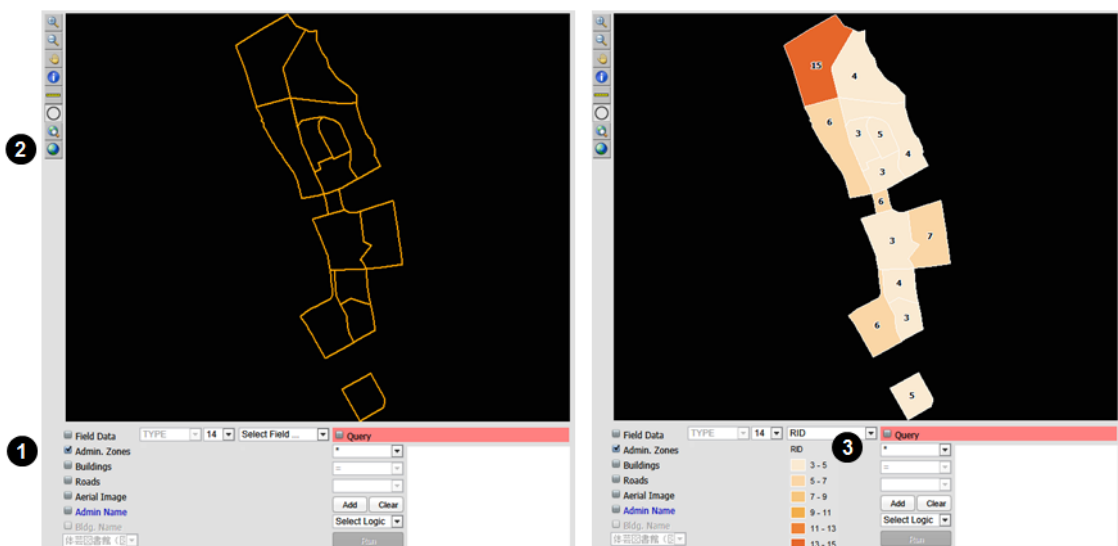 15
4
6
3
5
4
3
6
3
7
4
6
3
5
2
1
Field Data TYPE 14 Select Field ... Query
Admin. Zones *
Buildings =
Roads
Aerial Image Add Clear
Admin Name Select Logic
Bldg. Name Run
Field Data TYPE 14 RID 3 Query
Admin. Zones RID *
Buildings 3 - 5 =
Roads 5 - 7
Aerial Image 7 - 9 Add Clear
Admin Name 9 - 11 Select Logic
Bldg. Name 11 - 13 Run
13 - 15